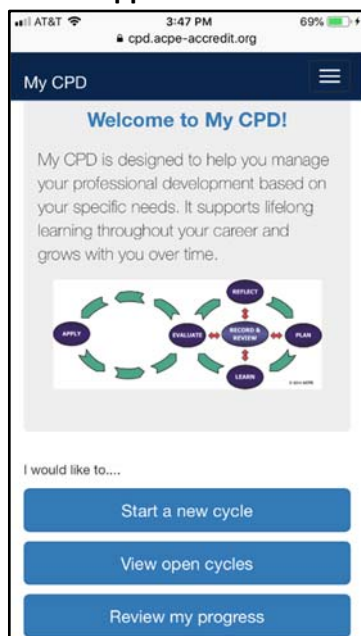 AT&T 3:47 PM 69%
cpd.acpe-accredit.org
My CPD
Welcome to My CPD!
My CPD is designed to help you manage
your professional development based on
your specific needs. It supports lifelong
learning throughout your career and
grows with you over time.
REFLECT
APPLY EVALUATE RECORD & REVIEW PLAN
LEARN
I would like to....
Start a new cycle
View open cycles
Review my progress